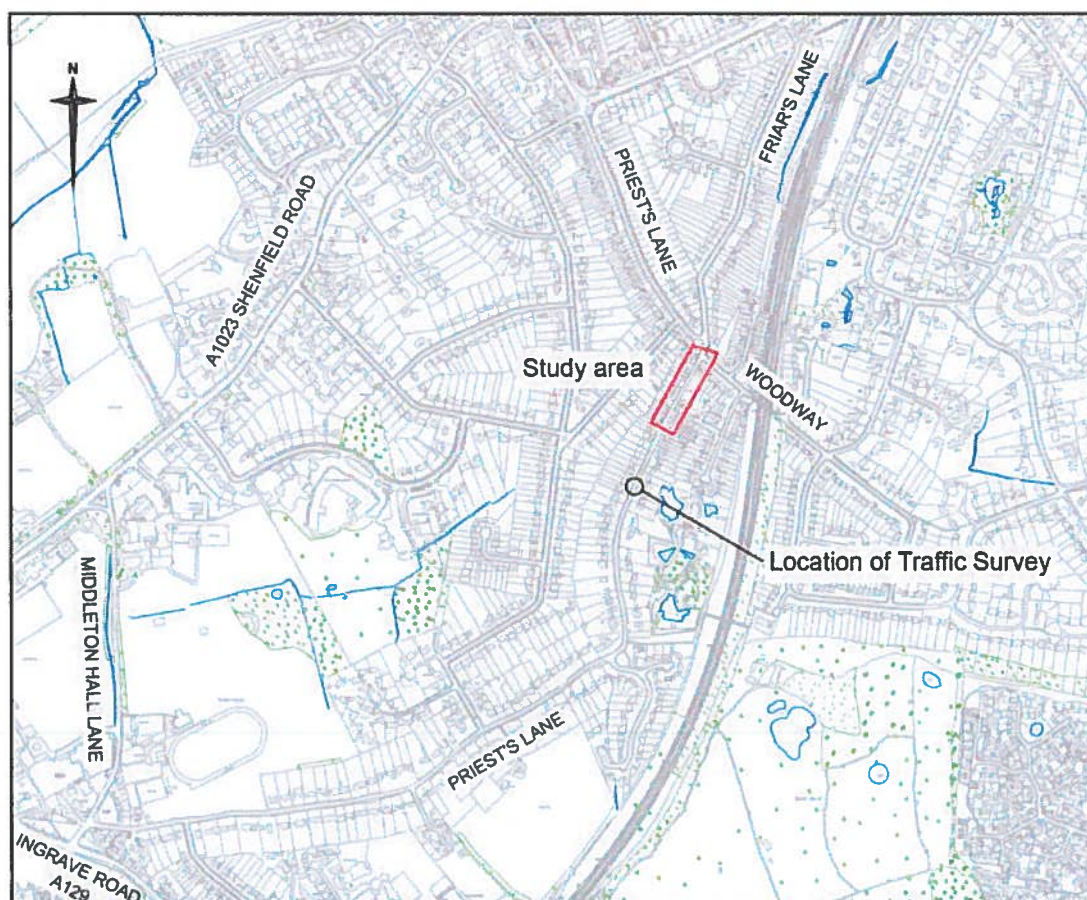 N
FRIAR'S LANE
PRIEST'S LANE
A1023 SHENFIELD ROAD
Study area
WOODWAY
Location of Traffic Survey
MIDDLETON HALL LANE
PRIEST'S LANE
INGRAVE ROAD
A129